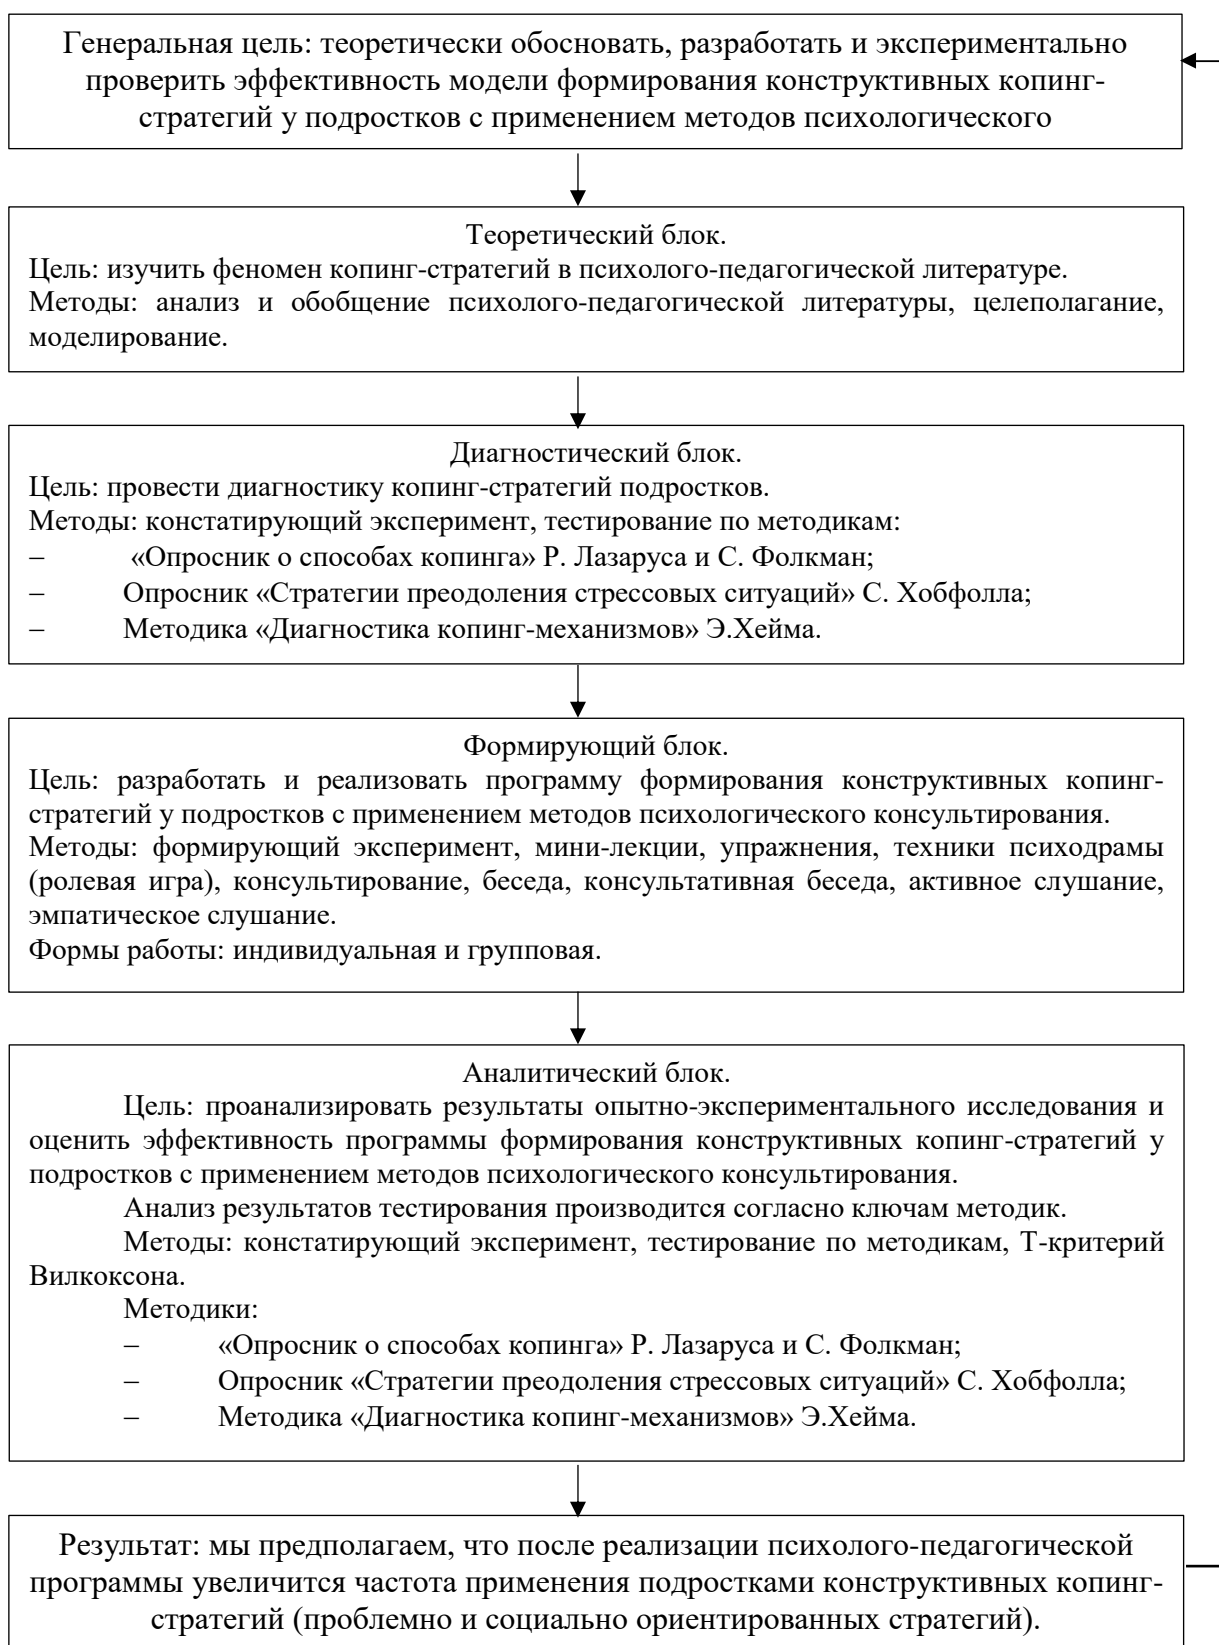 Генеральная цель: теоретически обосновать, разработать и экспериментально
проверить эффективность модели формирования конструктивных копинг-
стратегий у подростков с применением методов психологического
Теоретический блок.
Цель: изучить феномен копинг-стратегий в психолого-педагогической литературе.
Методы: анализ и обобщение психолого-педагогической литературы, целеполагание,
моделирование.
Диагностический блок.
Цель: провести диагностику копинг-стратегий подростков.
Методы: констатирующий эксперимент, тестирование по методикам:
– «Опросник о способах копинга» Р. Лазаруса и С. Фолкман;
– Опросник «Стратегии преодоления стрессовых ситуаций» С. Хобфолла;
– Методика «Диагностика копинг-механизмов» Э.Хейма.
Формирующий блок.
Цель: разработать и реализовать программу формирования конструктивных копинг-
стратегий у подростков с применением методов психологического консультирования.
Методы: формирующий эксперимент, мини-лекции, упражнения, техники психодрамы
(ролевая игра), консультирование, беседа, консультативная беседа, активное слушание,
эмпатическое слушание.
Формы работы: индивидуальная и групповая.
Аналитический блок.
Цель: проанализировать результаты опытно-экспериментального исследования и
оценить эффективность программы формирования конструктивных копинг-стратегий у
подростков с применением методов психологического консультирования.
Анализ результатов тестирования производится согласно ключам методик.
Методы: констатирующий эксперимент, тестирование по методикам, Т-критерий
Вилкоксона.
Методики:
– «Опросник о способах копинга» Р. Лазаруса и С. Фолкман;
– Опросник «Стратегии преодоления стрессовых ситуаций» С. Хобфолла;
– Методика «Диагностика копинг-механизмов» Э.Хейма.
Результат: мы предполагаем, что после реализации психолого-педагогической
программы увеличится частота применения подростками конструктивных копинг-
стратегий (проблемно и социально ориентированных стратегий).